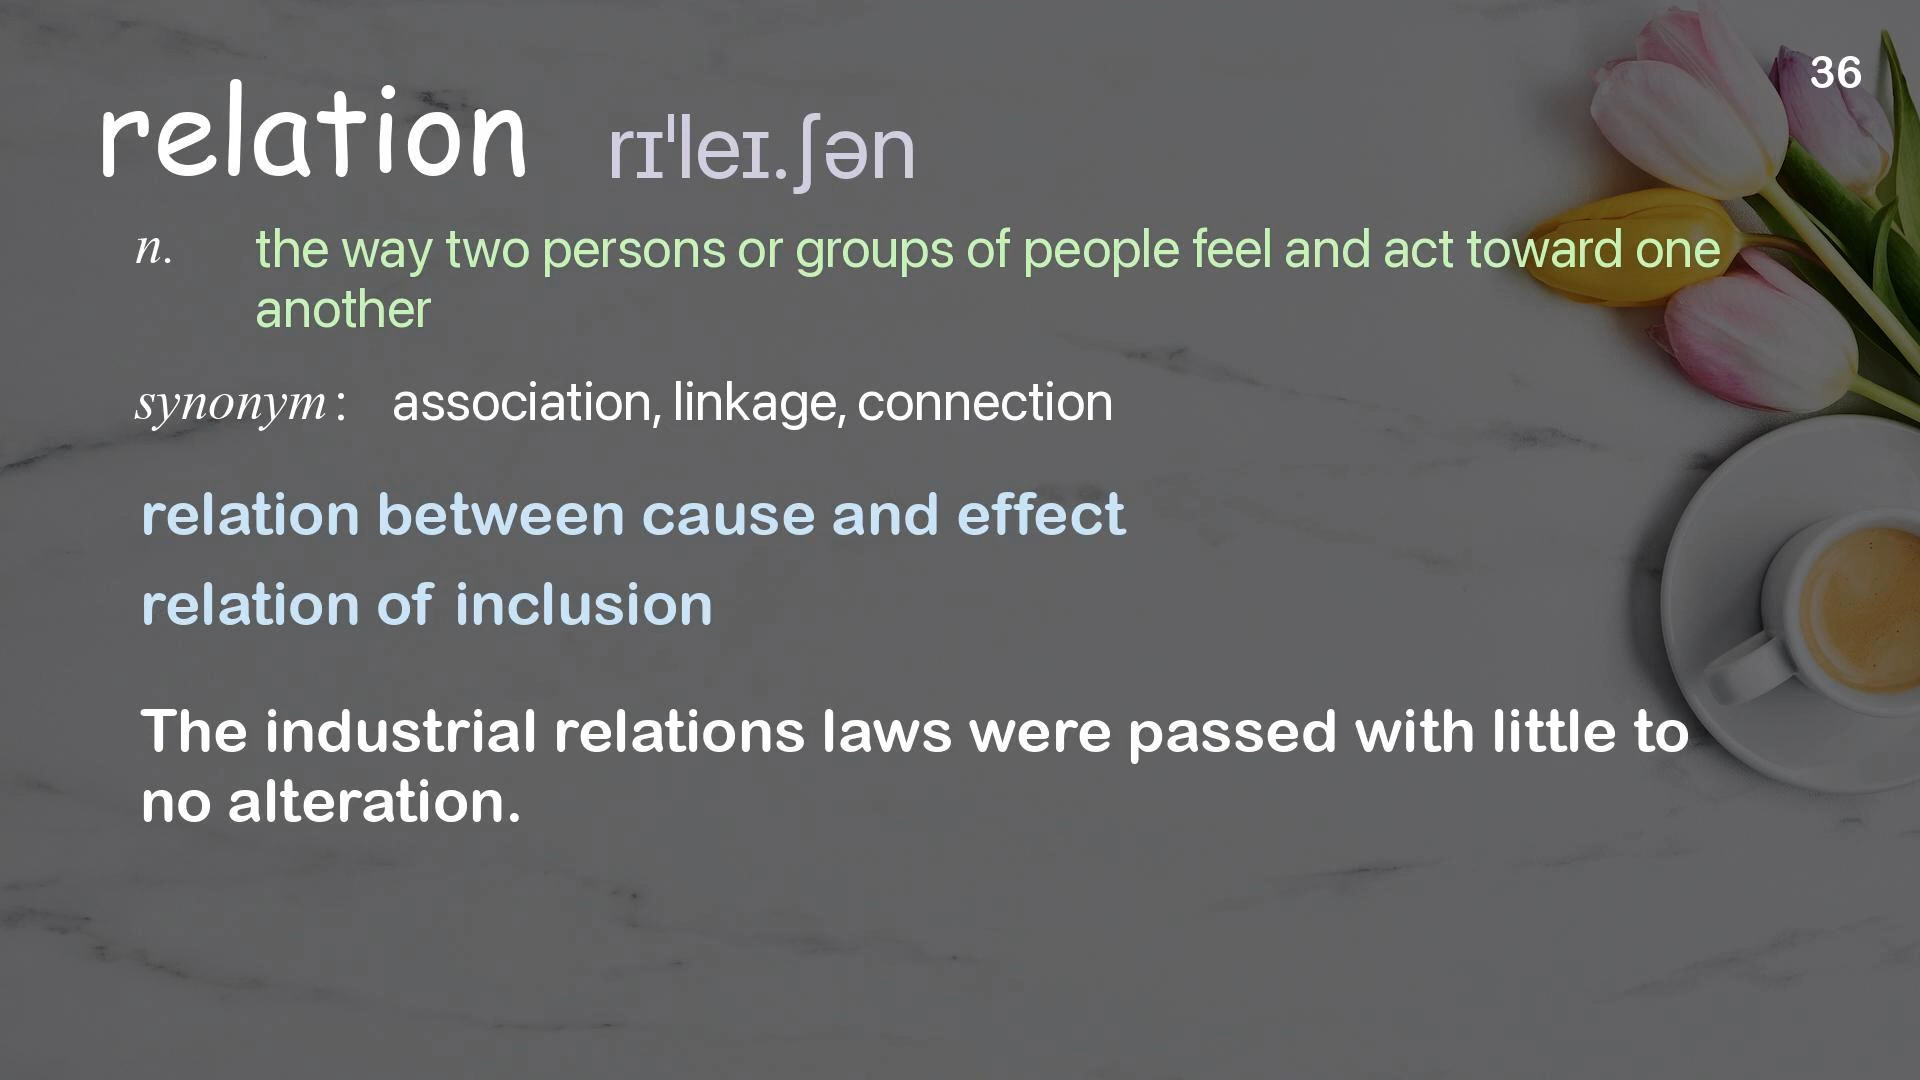 36
relation rɪˈleɪ.ʃən
n. the way two persons or groups of people feel and act toward one
another
synonym: association, linkage, connection
relation between cause and effect
relation of inclusion
The industrial relations laws were passed with little to
no alteration.